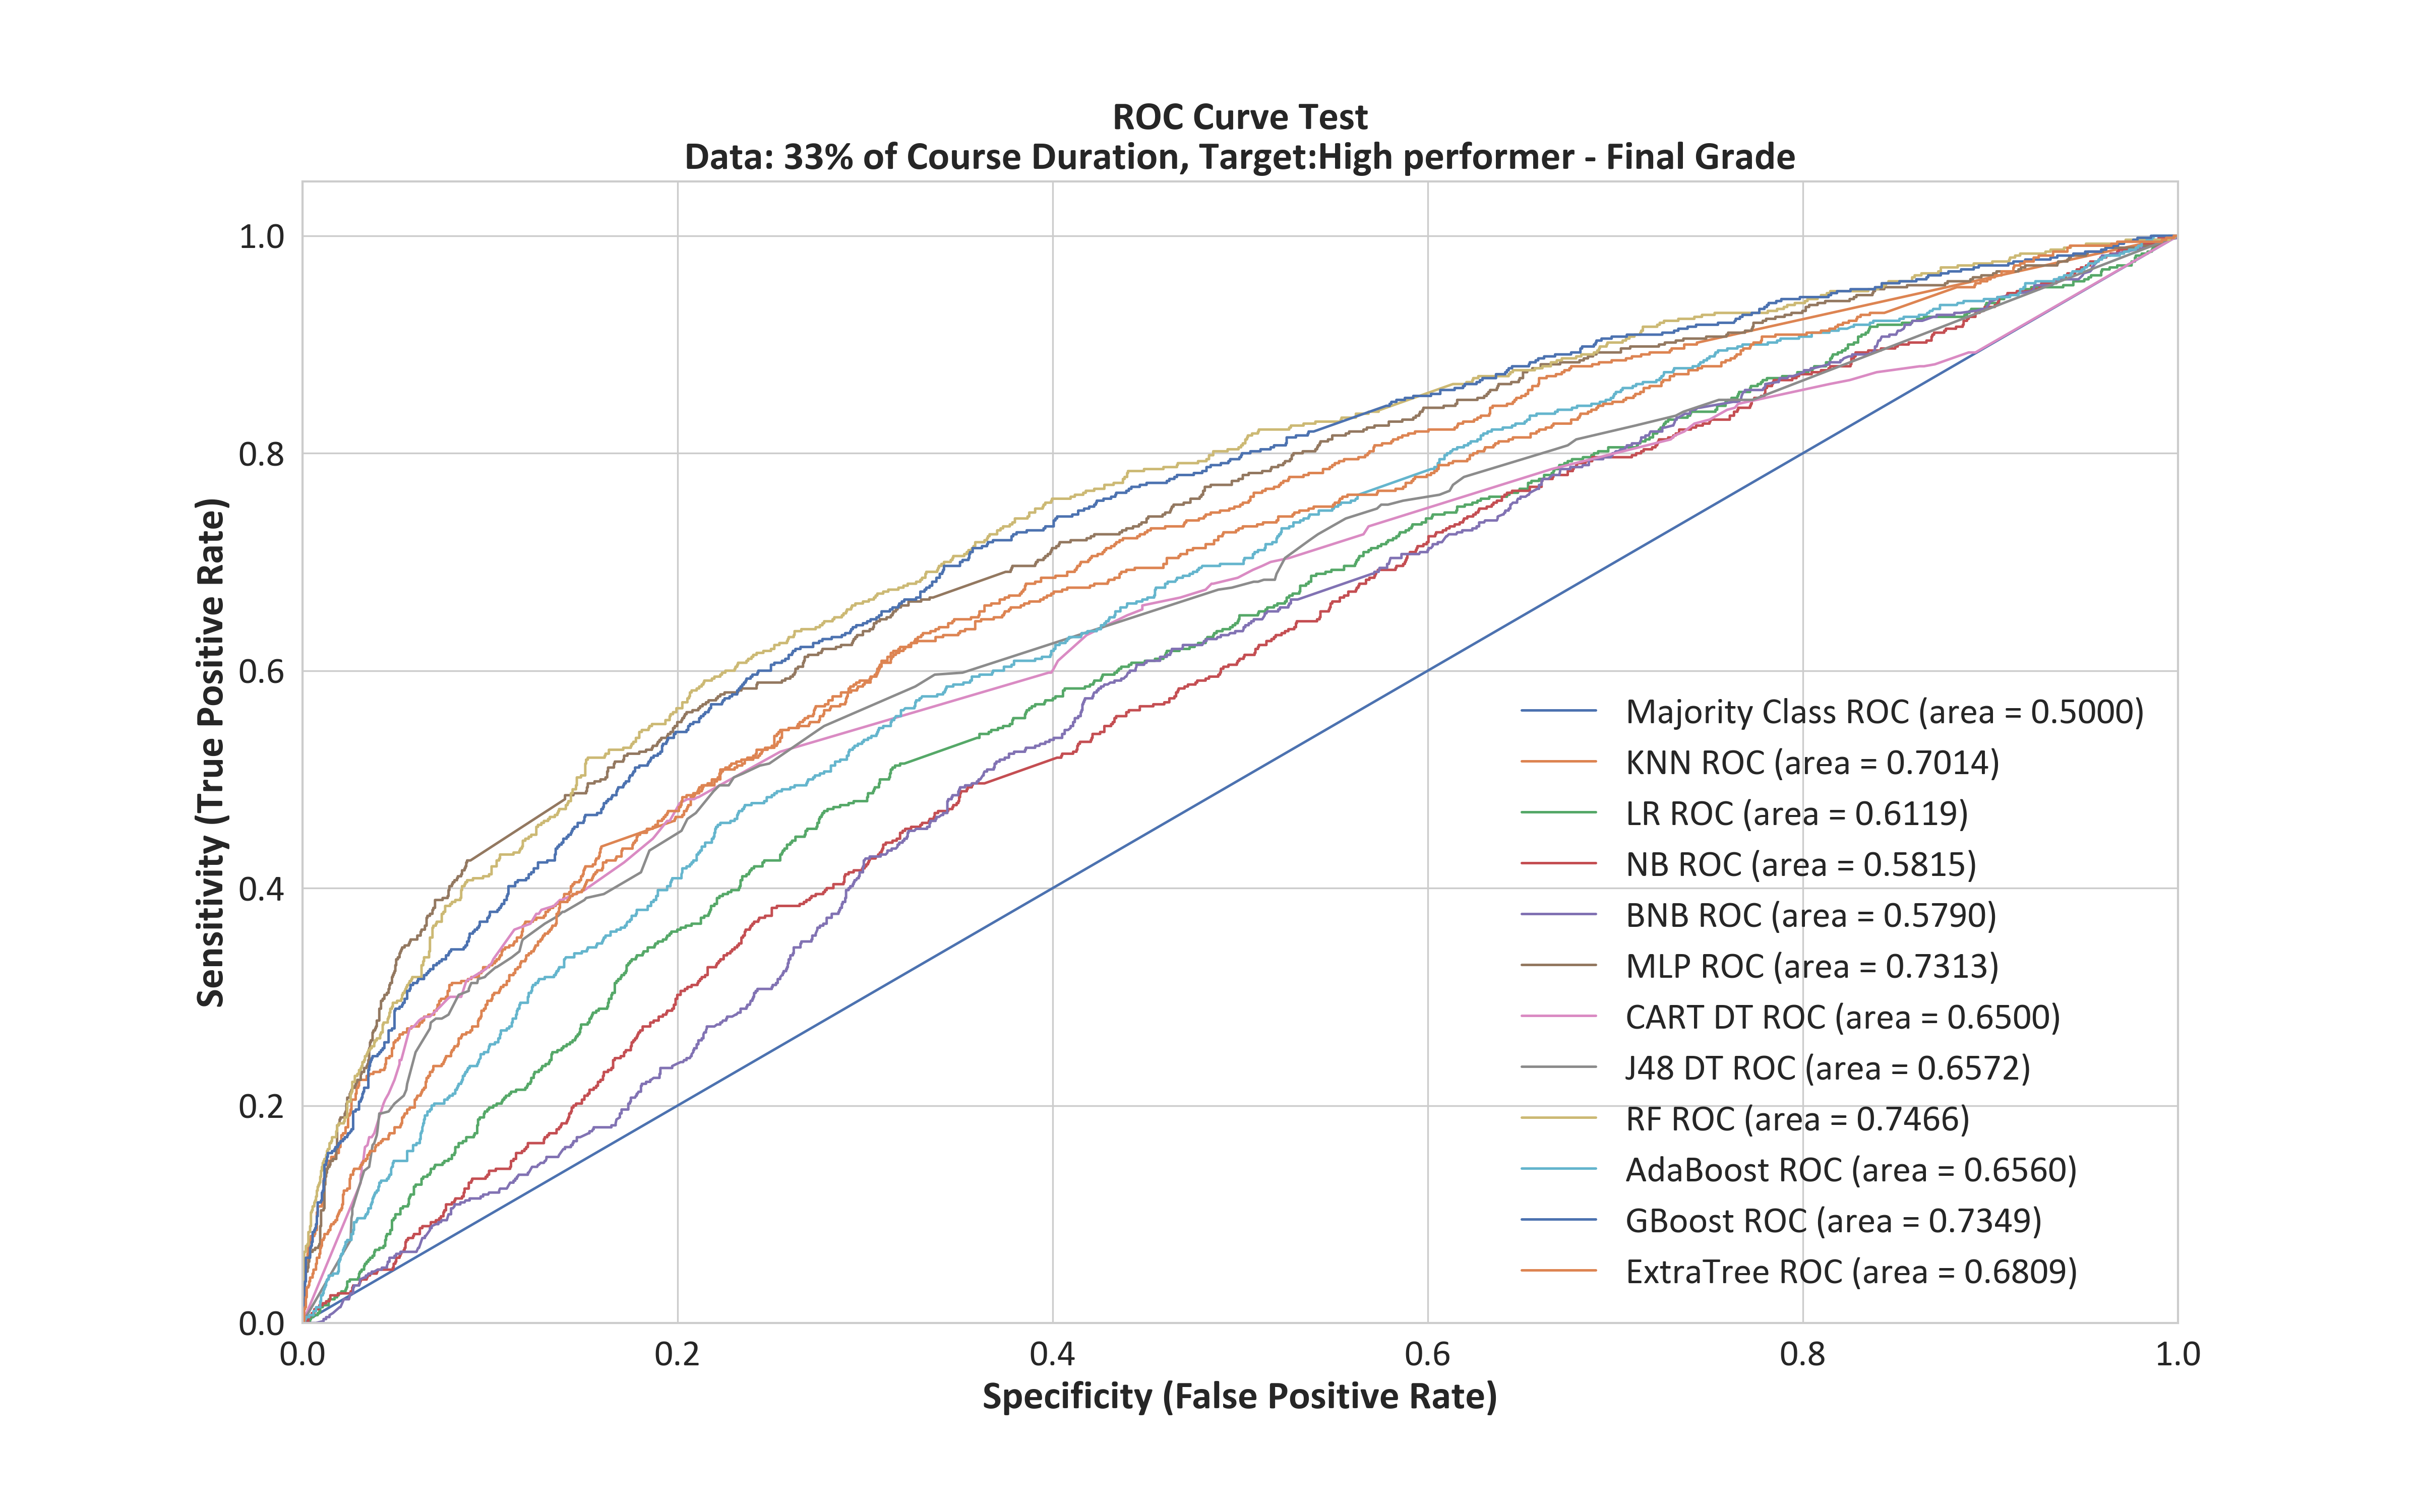 ROC Curve Test
Data: 33% of Course Duration, Target:High performer - Final Grade
Sensitivity (True Positive Rate)
1.0
0.8
0.6
0.4
0.2
0.0
Majority Class ROC (area = 0.5000)
KNN ROC (area = 0.7014)
LR ROC (area = 0.6119)
NB ROC (area = 0.5815)
BNB ROC (area = 0.5790)
MLP ROC (area = 0.7313)
CART DT ROC (area = 0.6500)
J48 DT ROC (area = 0.6572)
RF ROC (area = 0.7466)
AdaBoost ROC (area = 0.6560)
GBoost ROC (area = 0.7349)
ExtraTree ROC (area = 0.6809)
0.0 0.2 0.4 0.6 0.8 1.0
Specificity (False Positive Rate)